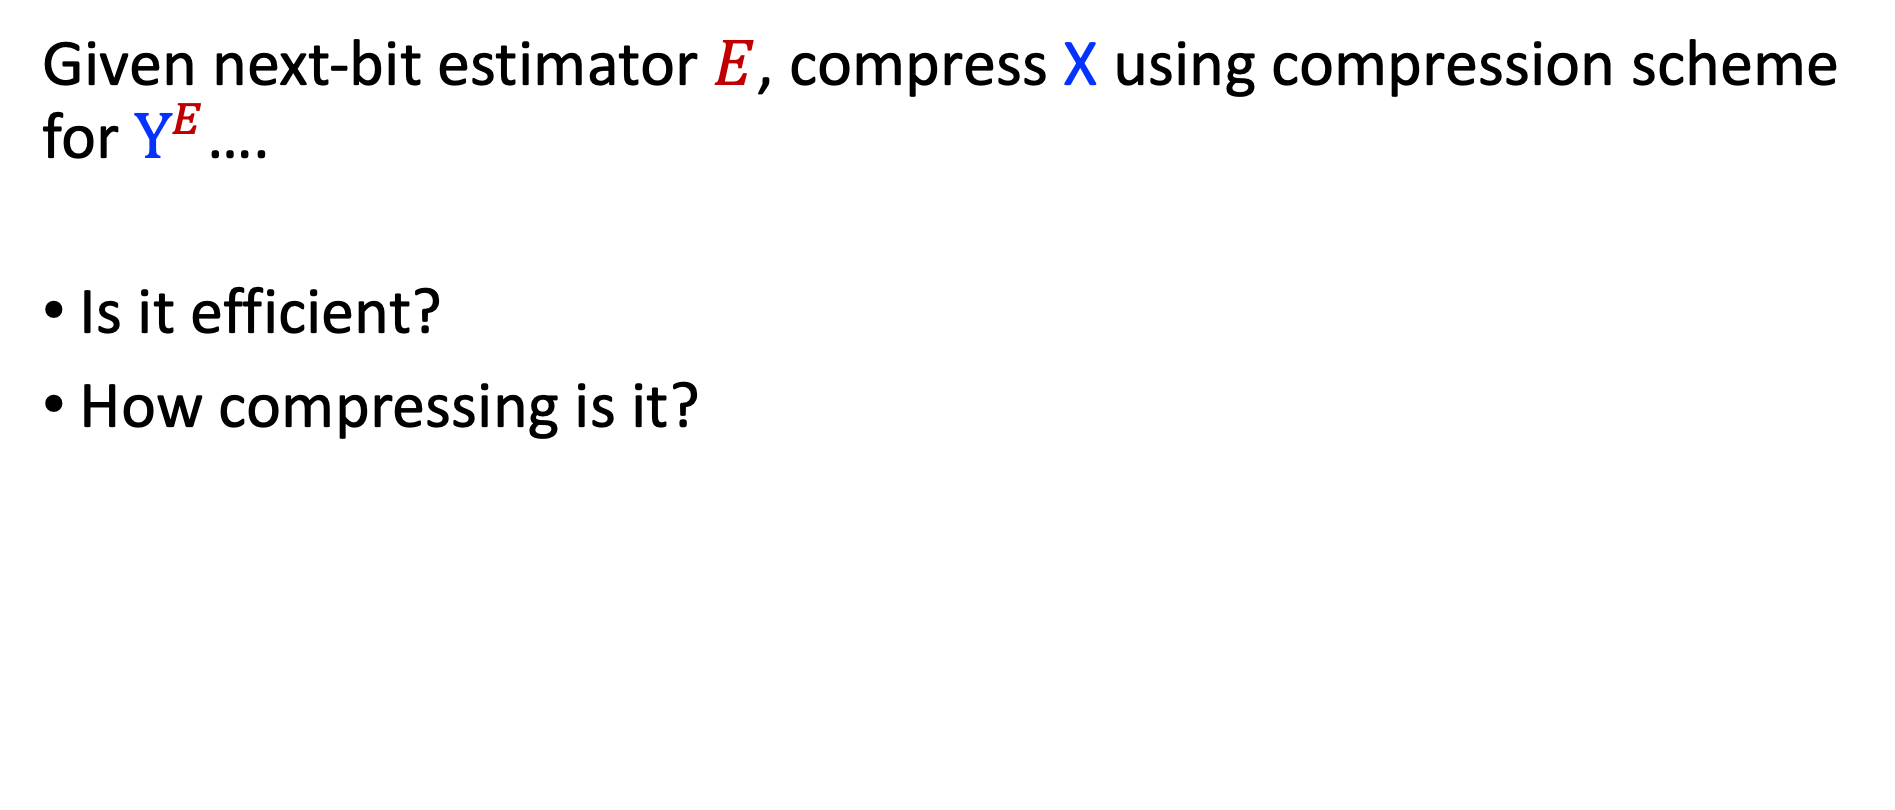 Given next-bit estimator E, compress X using compression scheme
for Y^E ....
• Is it efficient?
• How compressing is it?